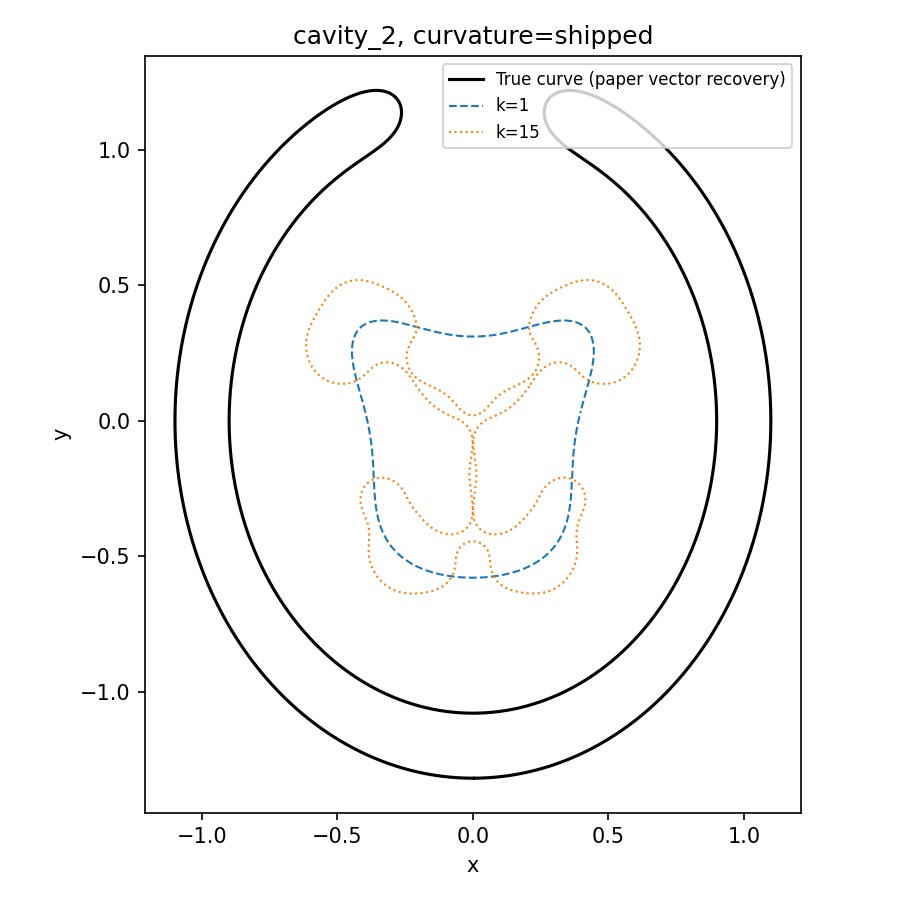 cavity_2, curvature=shipped
True curve (paper vector recovery)
k=1
k=15
1.0
0.5
0.0
−0.5
−1.0
y
−1.0
−0.5
0.0
0.5
1.0
x